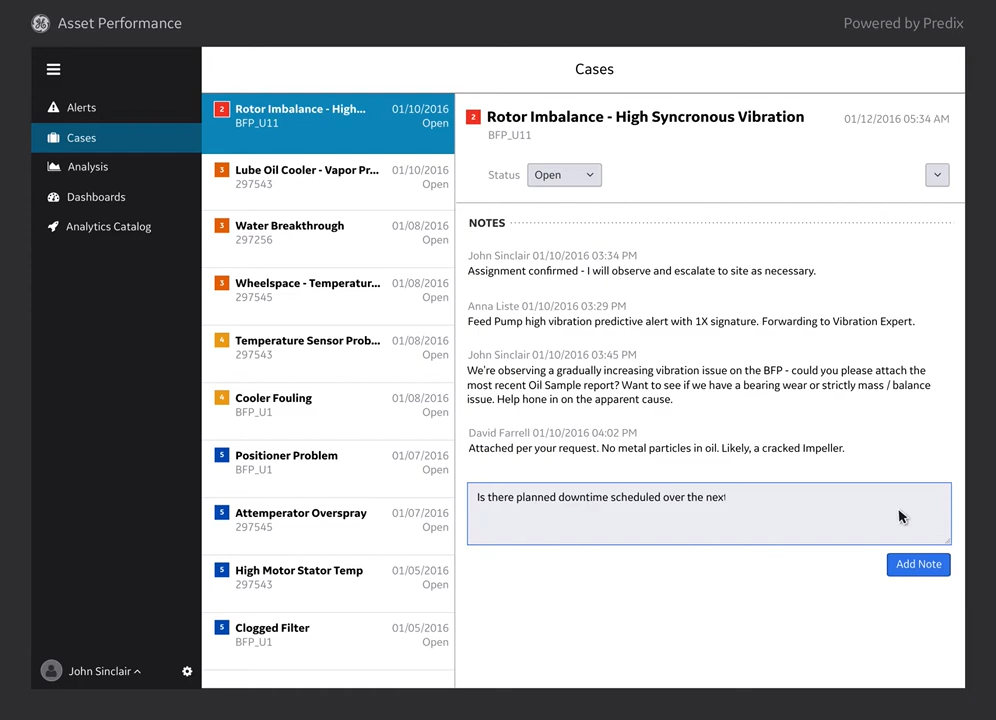 Asset Performance
Powered by Predix
Cases
Alerts
Cases
Analysis
Dashboards
Analytics Catalog
John Sinclair
2 Rotor Imbalance - High... 01/10/2016
BFP_U11 Open
3 Lube Oil Cooler - Vapor Pr... 01/10/2016
297543 Open
3 Water Breakthrough 01/08/2016
297256 Open
3 Wheelspace - Temperatur... 01/08/2016
297545 Open
4 Temperature Sensor Prob... 01/08/2016
297543 Open
4 Cooler Fouling 01/08/2016
BFP_U1 Open
5 Positioner Problem 01/07/2016
BFP_U1 Open
5 Attemperator Overspray 01/07/2016
297545 Open
5 High Motor Stator Temp 01/05/2016
297543 Open
5 Clogged Filter 01/05/2016
BFP_U1 Open
2 Rotor Imbalance - High Syncronous Vibration 01/12/2016 05:34 AM
BFP_U11
Status Open
NOTES
John Sinclair 01/10/2016 03:34 PM
Assignment confirmed - I will observe and escalate to site as necessary.
Anna Liste 01/10/2016 03:29 PM
Feed Pump high vibration predictive alert with 1X signature. Forwarding to Vibration Expert.
John Sinclair 01/10/2016 03:45 PM
We're observing a gradually increasing vibration issue on the BFP - could you please attach the
most recent Oil Sample report? Want to see if we have a bearing wear or strictly mass / balance
issue. Help hone in on the apparent cause.
David Farrell 01/10/2016 04:02 PM
Attached per your request. No metal particles in oil. Likely, a cracked Impeller.
Is there planned downtime scheduled over the next
Add Note